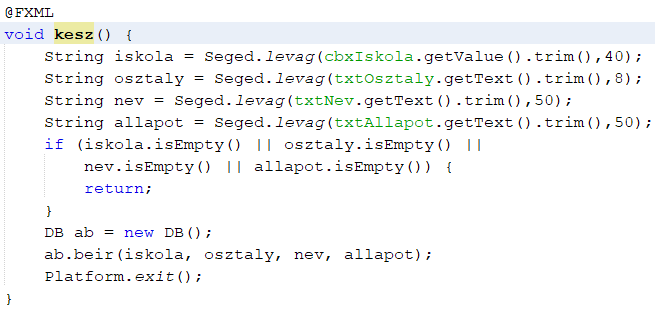 @FXML
void kesz() {
    String iskola = Seged.levag(cbxIskola.getValue().trim(),40);
    String osztaly = Seged.levag(txtOsztaly.getText().trim(),8);
    String nev = Seged.levag(txtNev.getText().trim(),50);
    String allapot = Seged.levag(txtAllapot.getText().trim(),50);
    if (iskola.isEmpty() || osztaly.isEmpty() ||
        nev.isEmpty() || allapot.isEmpty()) {
        return;
    }
    DB ab = new DB();
    ab.beir(iskola, osztaly, nev, allapot);
    Platform.exit();
}